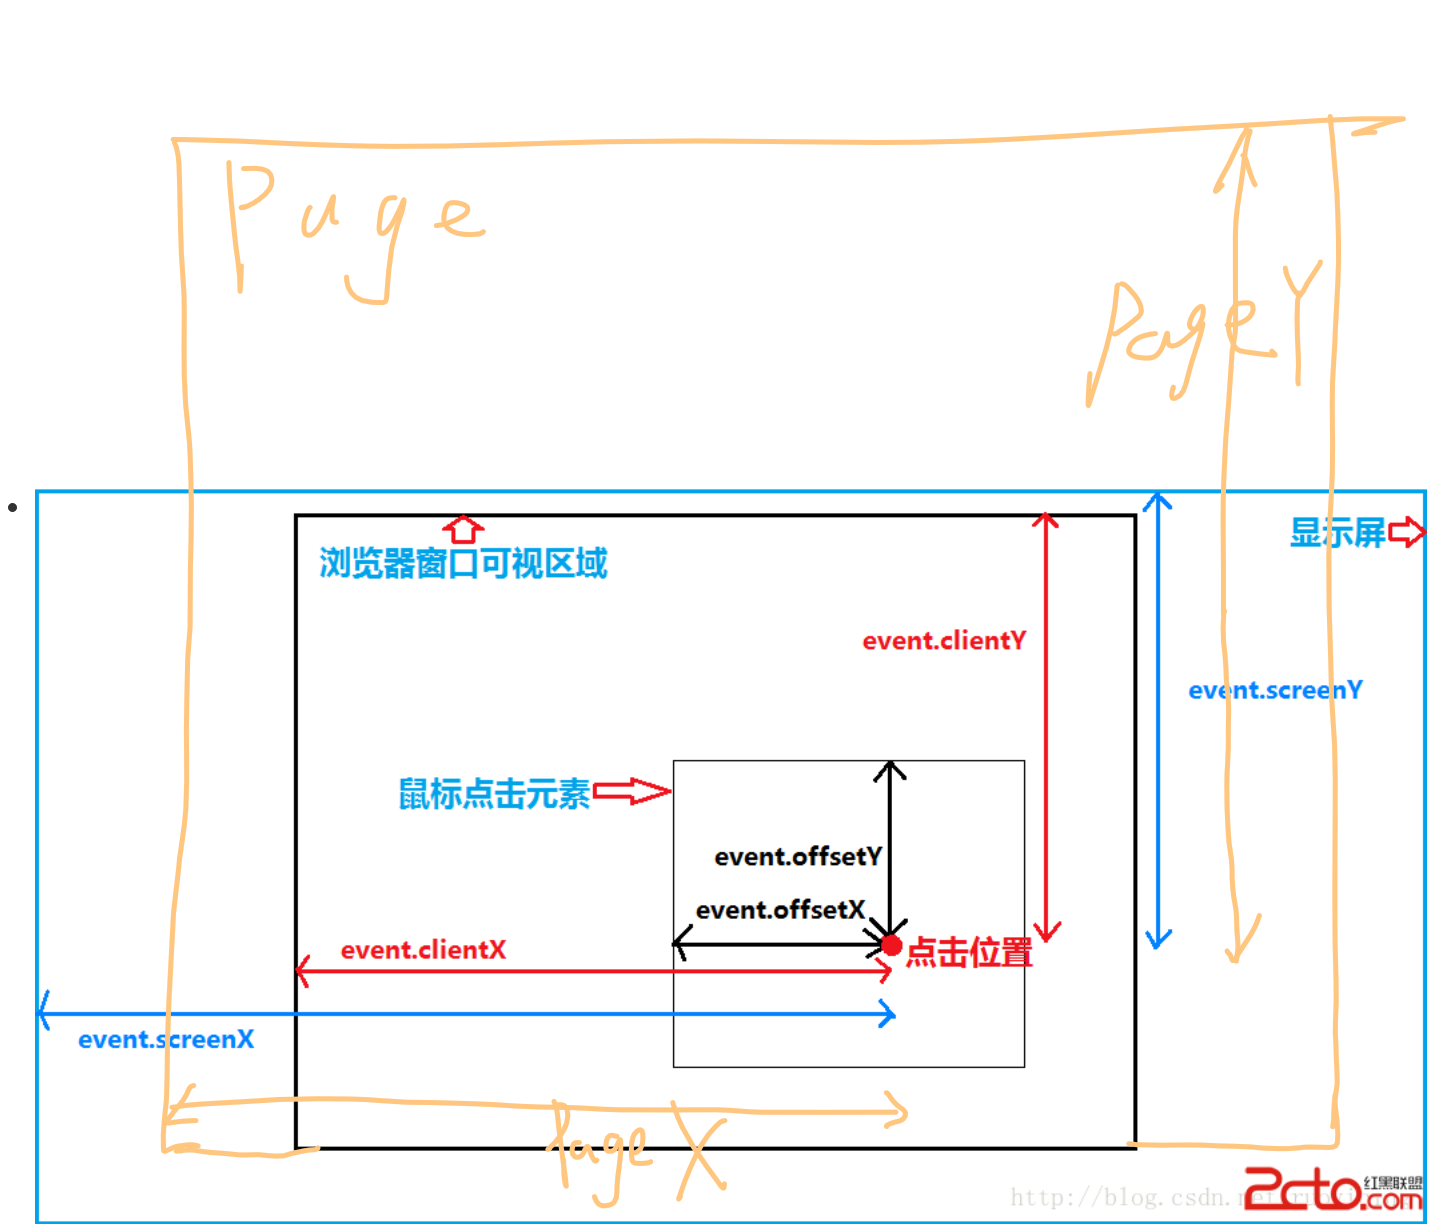 Page
PageY
显示屏
浏览器窗口可视区域
event.clientY
event.screenY
鼠标点击元素
event.offsetY
event.offsetX
event.clientX
点击位置
event.screenX
PageX
http://blog.csdn.net/
2cto
红黑联盟
.com